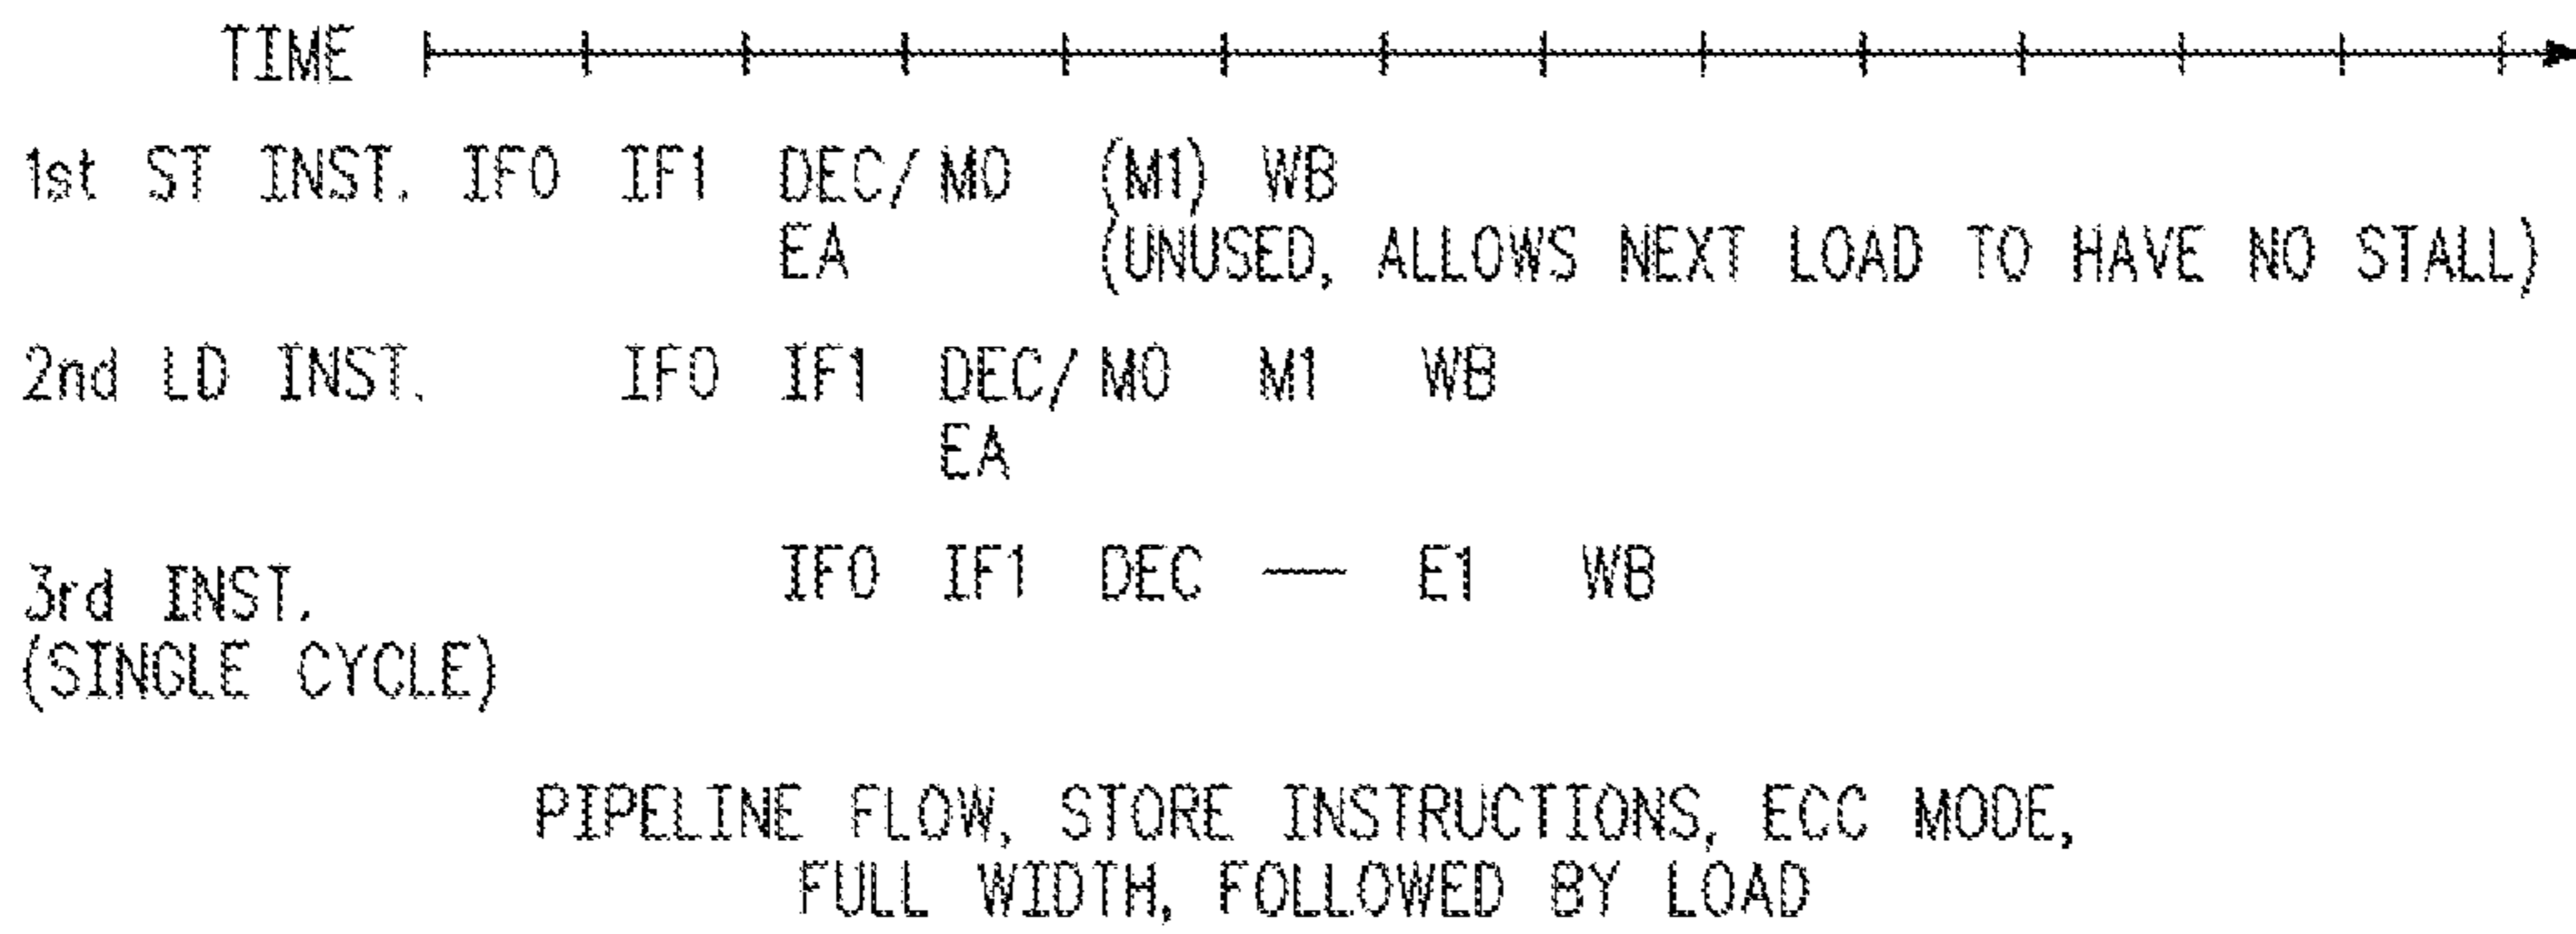 TIME
1st ST INST. IF0 IF1 DEC/ M0 (M1) WB
EA (UNUSED, ALLOWS NEXT LOAD TO HAVE NO STALL)
2nd LD INST. IF0 IF1 DEC/ M0 M1 WB
EA
3rd INST. IF0 IF1 DEC — E1 WB
(SINGLE CYCLE)
PIPELINE FLOW, STORE INSTRUCTIONS, ECC MODE,
FULL WIDTH, FOLLOWED BY LOAD